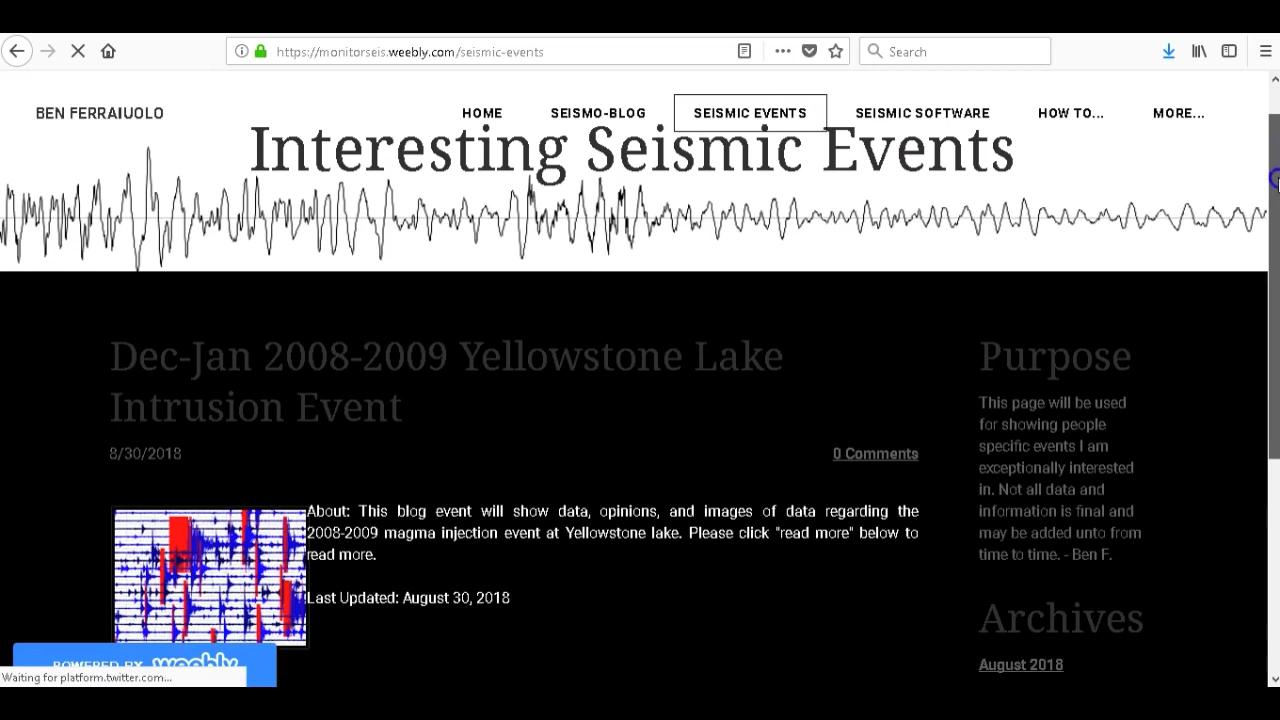 https://monitorseis.weebly.com/seismic-events
Search
BEN FERRAIUOLO
HOME
SEISMO-BLOG
SEISMIC EVENTS
SEISMIC SOFTWARE
HOW TO...
MORE...
Interesting Seismic Events
Dec-Jan 2008-2009 Yellowstone Lake
Intrusion Event
8/30/2018
0 Comments
About: This blog event will show data, opinions, and images of data regarding the
2008-2009 magma injection event at Yellowstone lake. Please click "read more" below to
read more.
Last Updated: August 30, 2018
Purpose
This page will be used
for showing people
specific events I am
exceptionally interested
in. Not all data and
information is final and
may be added unto from
time to time. - Ben F.
Archives
August 2018
POWERED BY weebly
Waiting for platform.twitter.com...